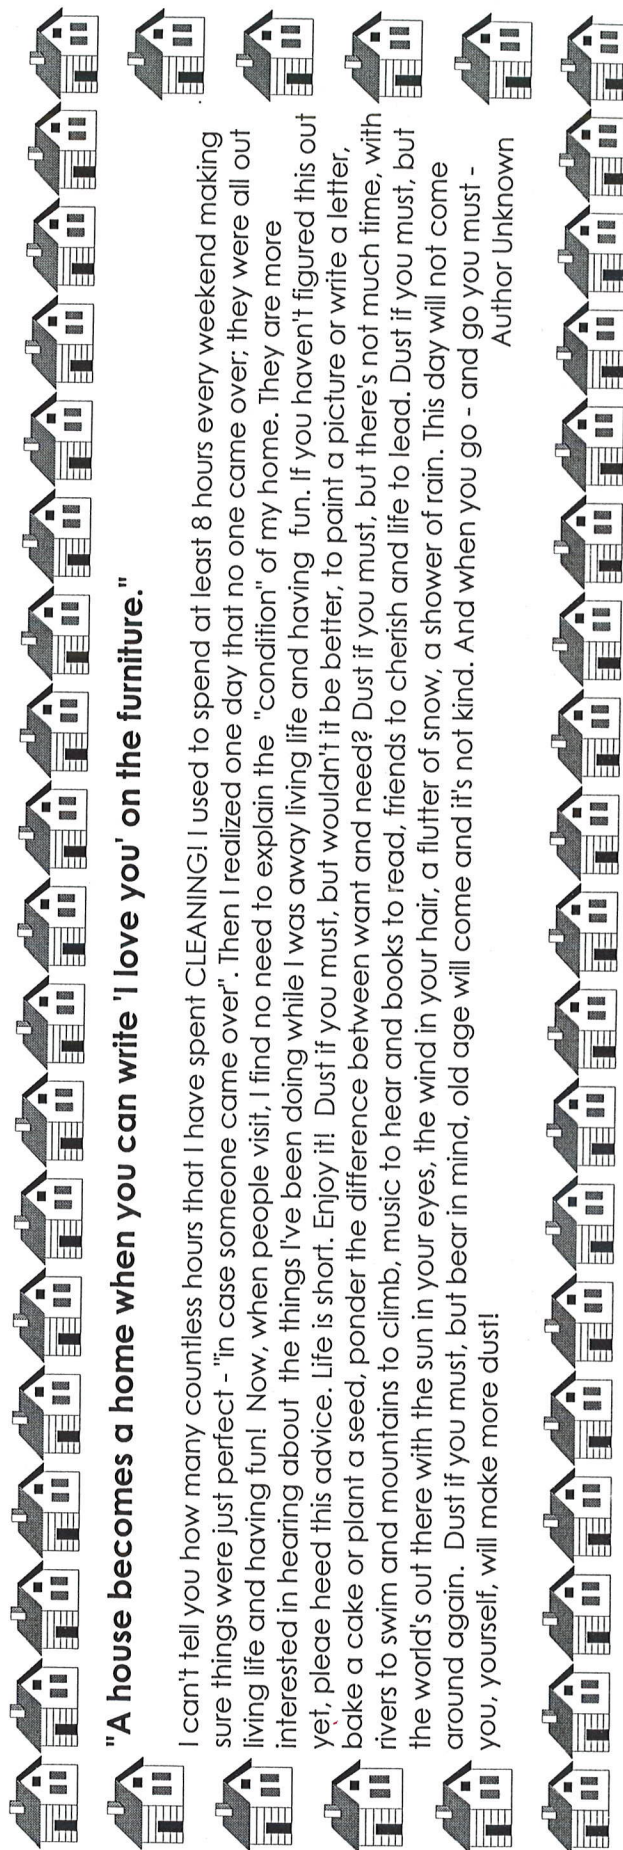 "A house becomes a home when you can write 'I love you' on the furniture."
I can't tell you how many countless hours that I have spent CLEANING! I used to spend at least 8 hours every weekend making
sure things were just perfect - "in case someone came over". Then I realized one day that no one came over; they were all out
living life and having fun! Now, when people visit, I find no need to explain the "condition" of my home. They are more
interested in hearing about the things I've been doing while I was away living life and having fun. If you haven't figured this out
yet, pleae heed this advice. Life is short. Enjoy it! Dust if you must, but wouldn't it be better, to paint a picture or write a letter,
bake a cake or plant a seed, ponder the difference between want and need? Dust if you must, but there's not much time, with
rivers to swim and mountains to climb, music to hear and books to read, friends to cherish and life to lead. Dust if you must, but
the world's out there with the sun in your eyes, the wind in your hair, a flutter of snow, a shower of rain. This day will not come
around again. Dust if you must, but bear in mind, old age will come and it's not kind. And when you go - and go you must -
you, yourself, will make more dust!
Author Unknown